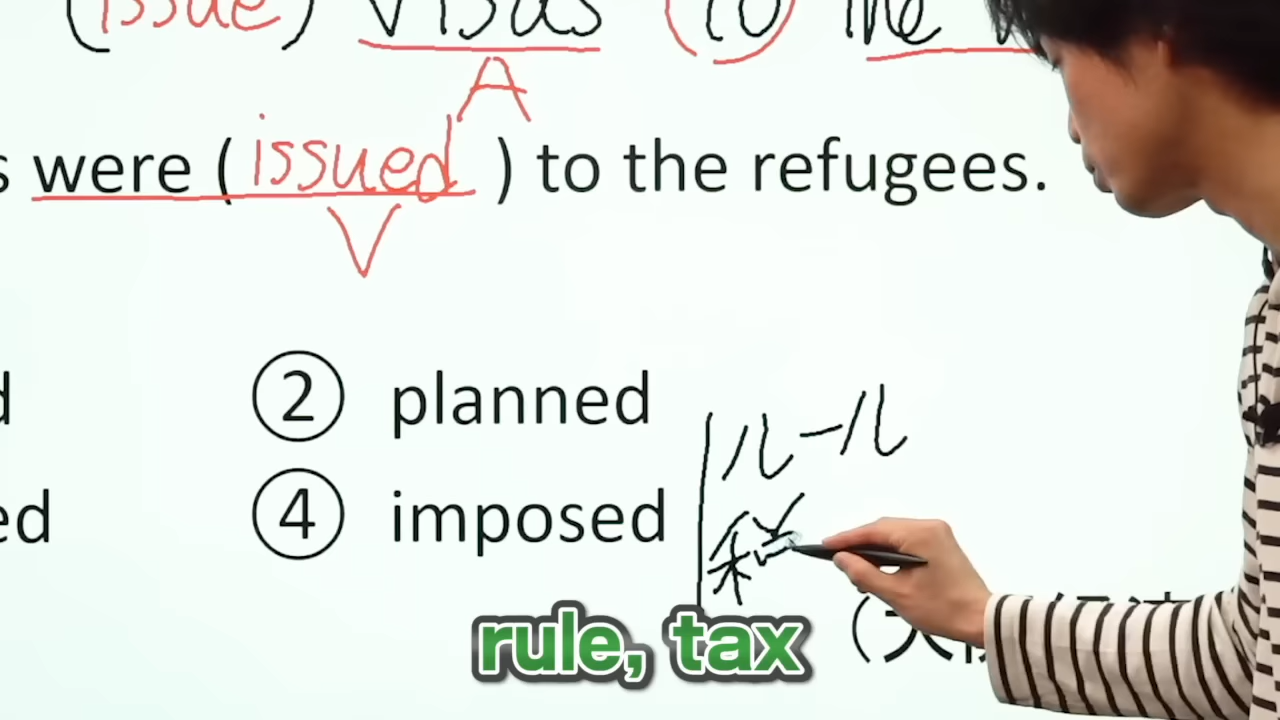 (issue) visas (to) the
A
s were (issued) to the refugees.
V
d ② planned
ed ④ imposed
ルール
rule, tax